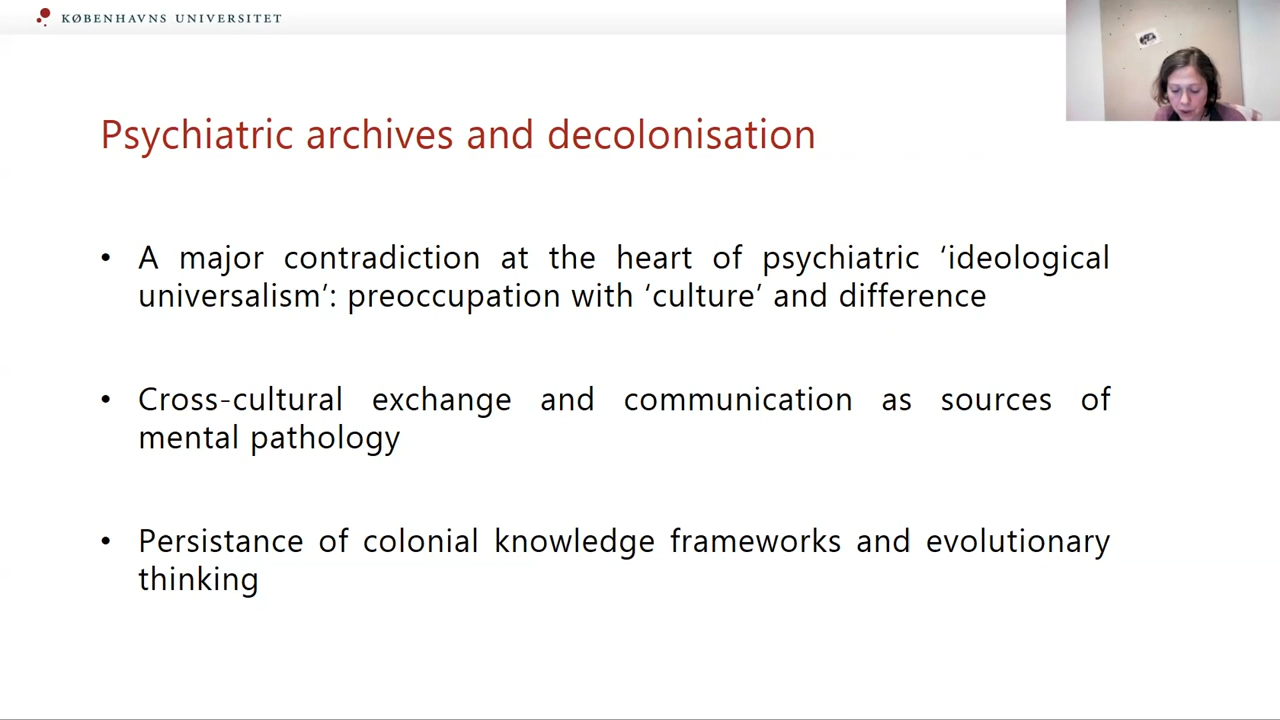 KØBENHAVNS UNIVERSITET
Psychiatric archives and decolonisation
• A major contradiction at the heart of psychiatric ‘ideological
universalism’: preoccupation with ‘culture’ and difference
• Cross-cultural exchange and communication as sources of
mental pathology
• Persistance of colonial knowledge frameworks and evolutionary
thinking